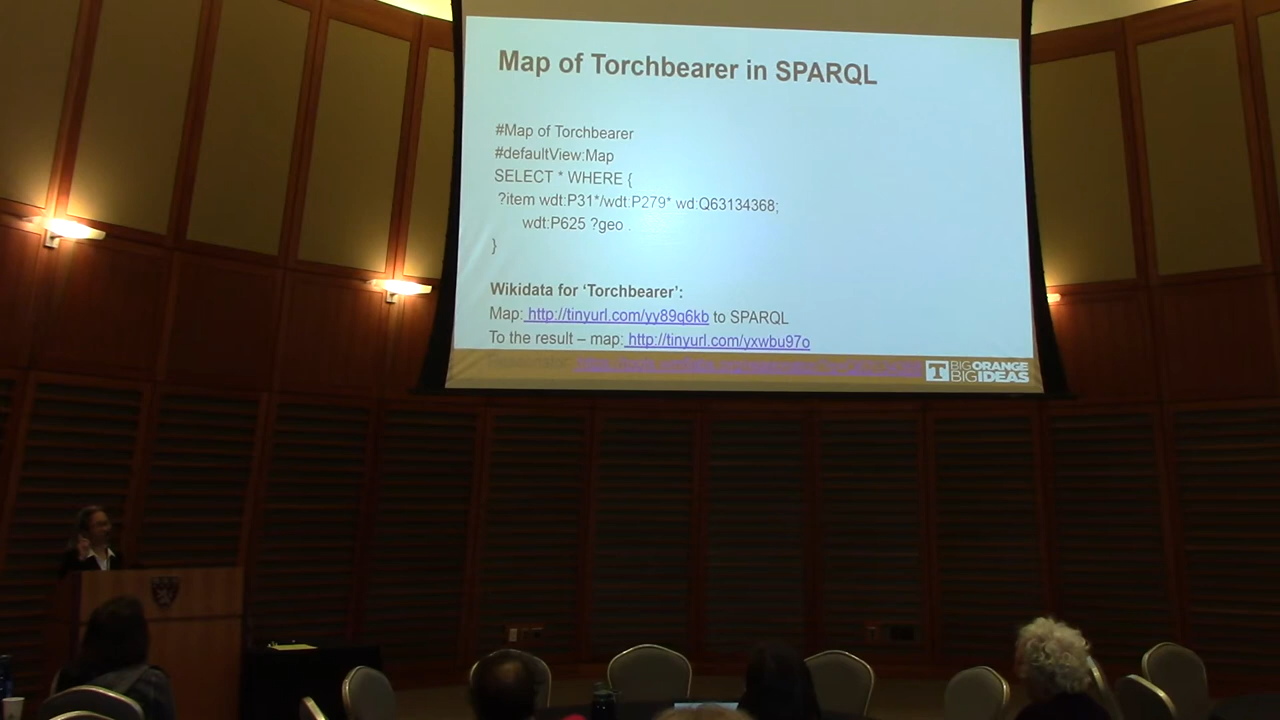 Map of Torchbearer in SPARQL
#Map of Torchbearer
#defaultView:Map
SELECT * WHERE {
?item wdt:P31*/wdt:P279* wd:Q63134368;
wdt:P625 ?geo .
}
Wikidata for ‘Torchbearer’:
Map: http://tinyurl.com/yy89q6kb to SPARQL
To the result – map: http://tinyurl.com/yxwbu97o
T BIG ORANGE
BIG IDEAS